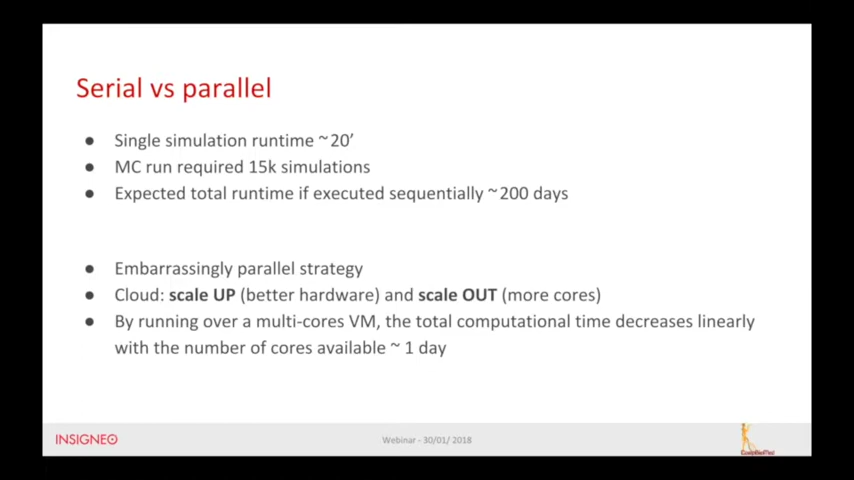 Serial vs parallel
● Single simulation runtime ~20’
● MC run required 15k simulations
● Expected total runtime if executed sequentially ~200 days
● Embarrassingly parallel strategy
● Cloud: scale UP (better hardware) and scale OUT (more cores)
● By running over a multi-cores VM, the total computational time decreases linearly
with the number of cores available ~ 1 day
INSIGNEO
Webinar - 30/01/ 2018
CompBioMed